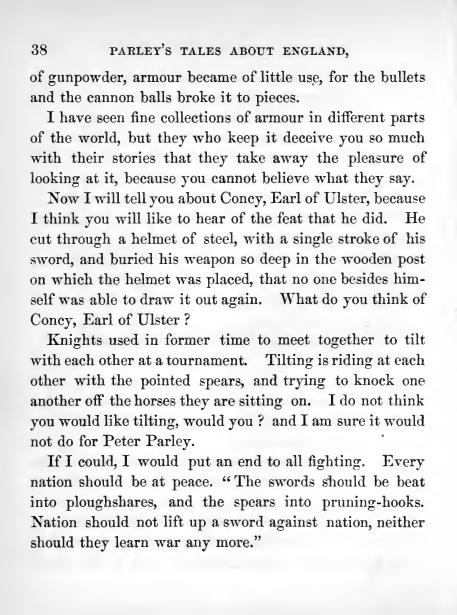 38 PARLEY'S TALES ABOUT ENGLAND,
of gunpowder, armour became of little use, for the bullets
and the cannon balls broke it to pieces.
I have seen fine collections of armour in different parts
of the world, but they who keep it deceive you so much
with their stories that they take away the pleasure of
looking at it, because you cannot believe what they say.
Now I will tell you about Concy, Earl of Ulster, because
I think you will like to hear of the feat that he did. He
cut through a helmet of steel, with a single stroke of his
sword, and buried his weapon so deep in the wooden post
on which the helmet was placed, that no one besides him-
self was able to draw it out again. What do you think of
Concy, Earl of Ulster ?
Knights used in former time to meet together to tilt
with each other at a tournament. Tilting is riding at each
other with the pointed spears, and trying to knock one
another off the horses they are sitting on. I do not think
you would like tilting, would you ? and I am sure it would
not do for Peter Parley.
If I could, I would put an end to all fighting. Every
nation should be at peace. “ The swords should be beat
into ploughshares, and the spears into pruning-hooks.
Nation should not lift up a sword against nation, neither
should they learn war any more.”